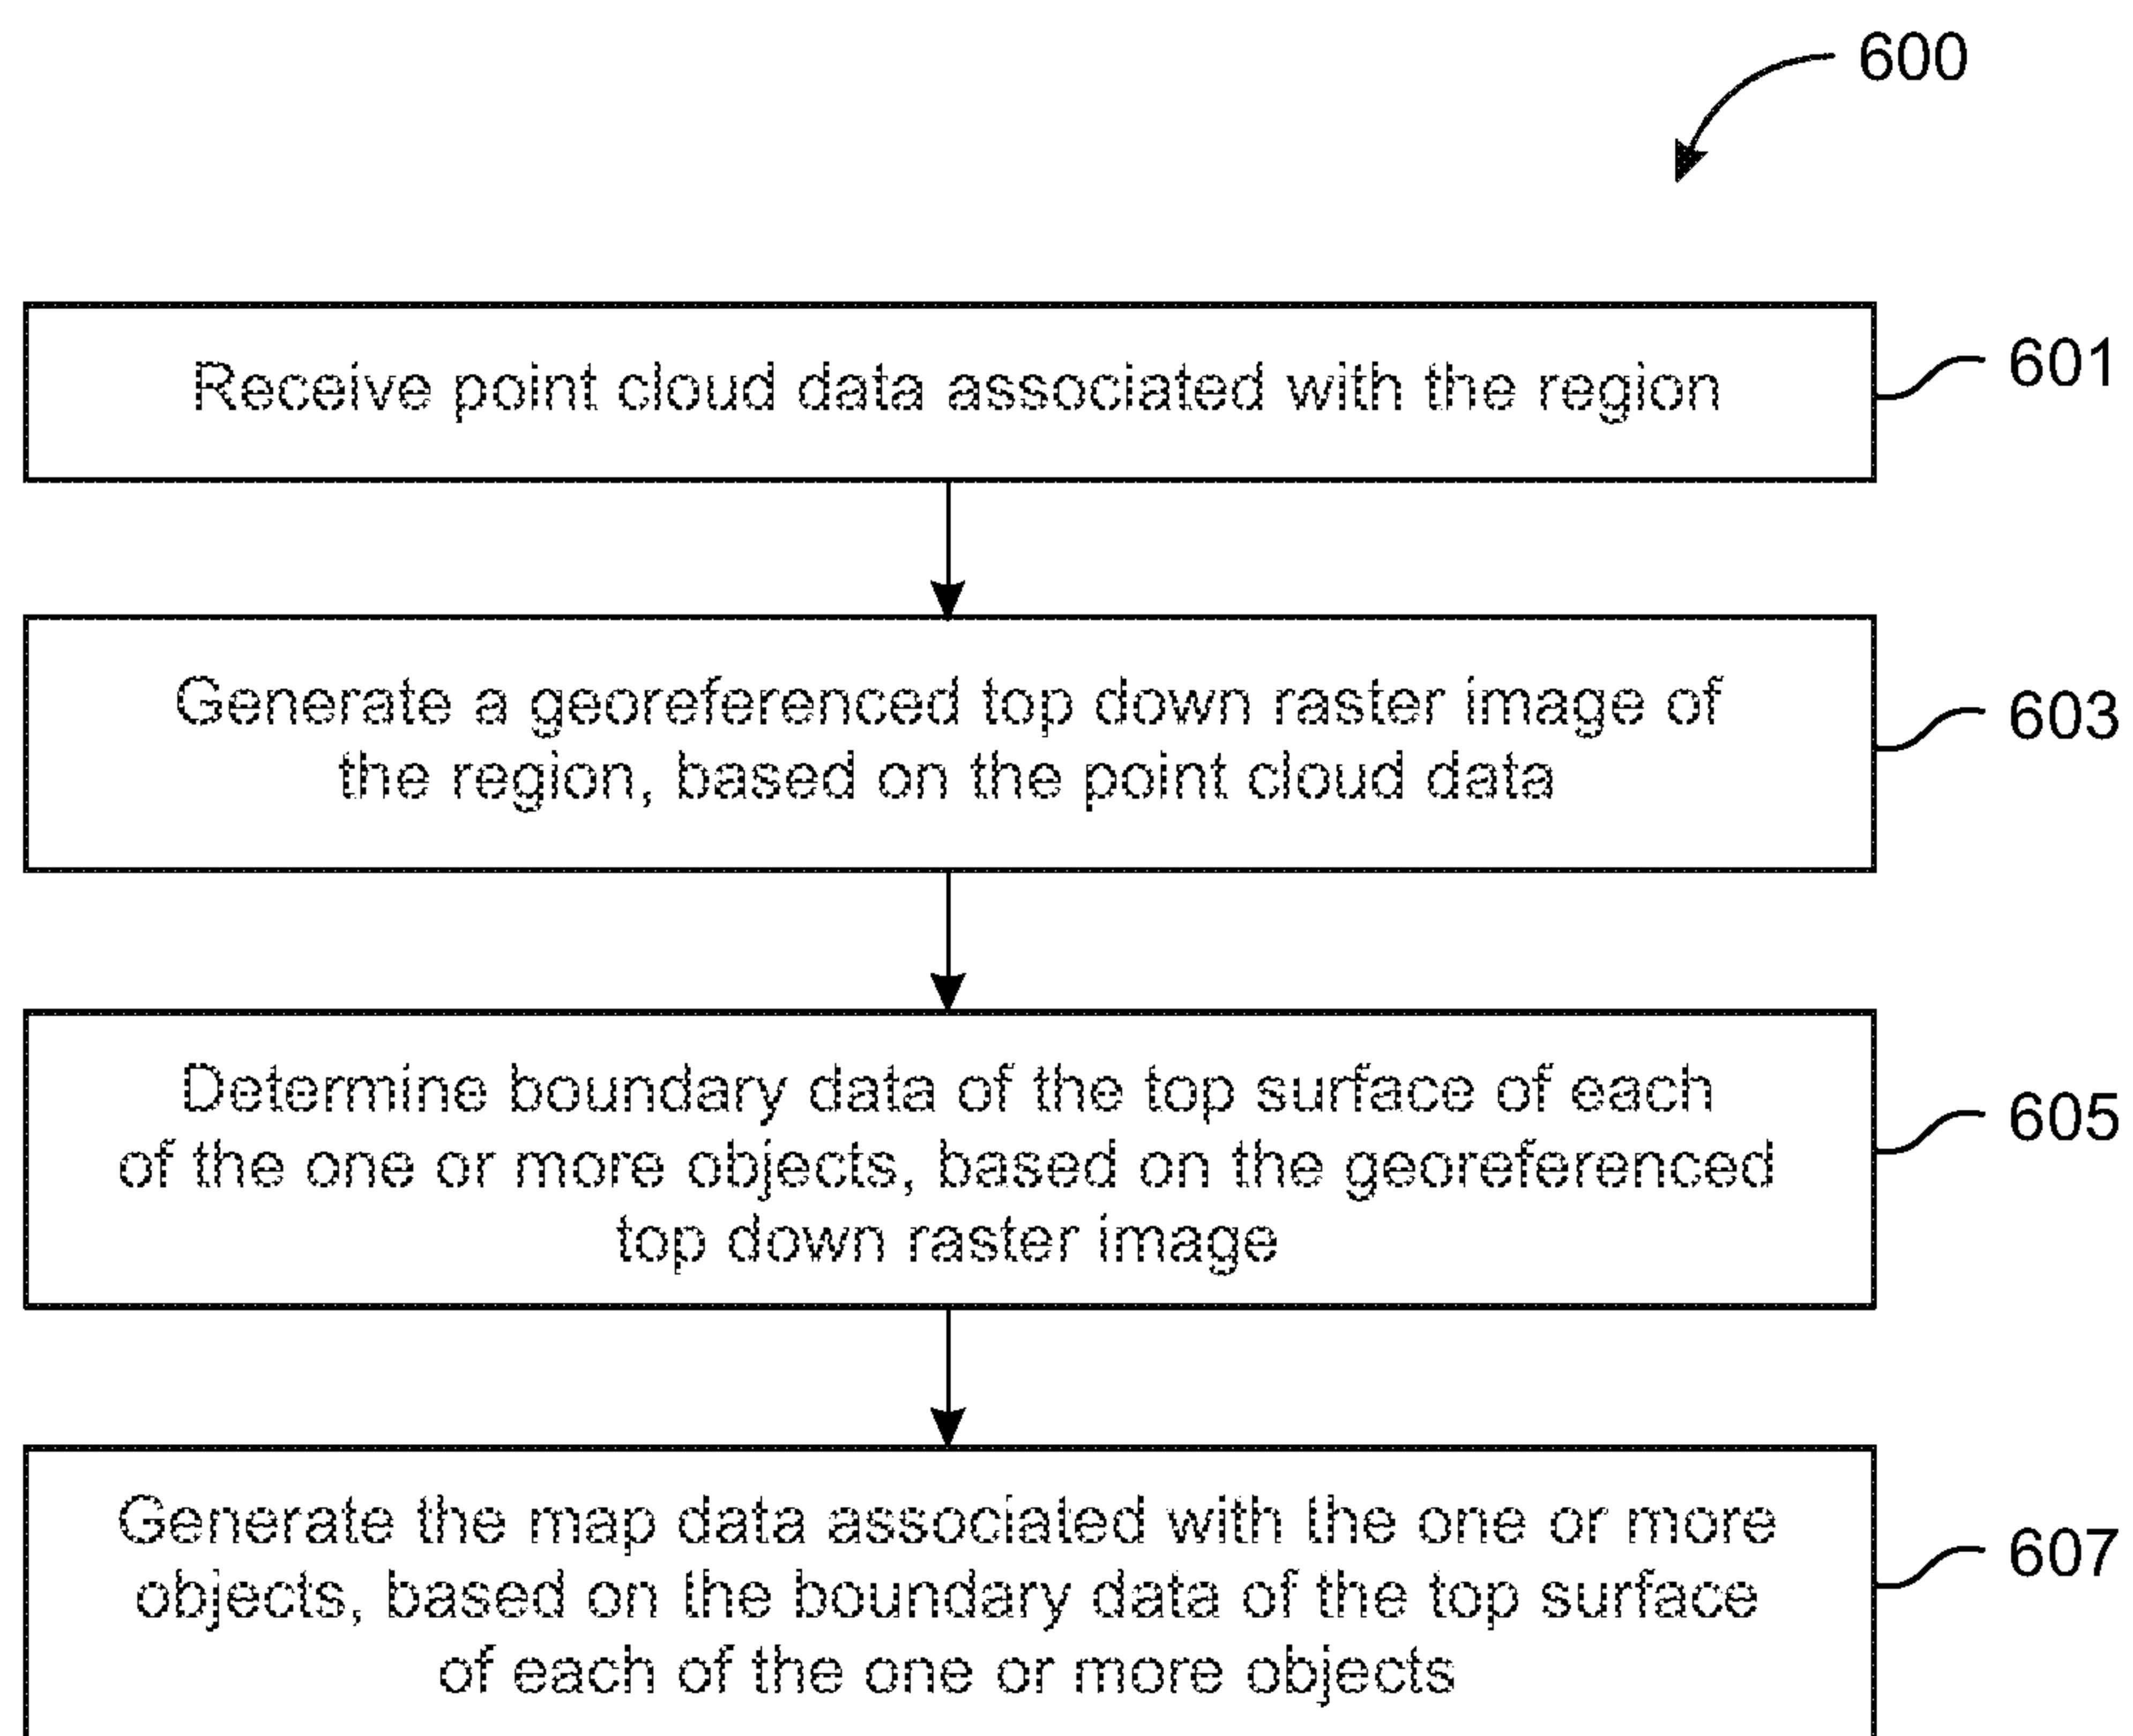 600
Receive point cloud data associated with the region
601
Generate a georeferenced top down raster image of
the region, based on the point cloud data
603
Determine boundary data of the top surface of each
of the one or more objects, based on the georeferenced
top down raster image
605
Generate the map data associated with the one or more
objects, based on the boundary data of the top surface
of each of the one or more objects
607